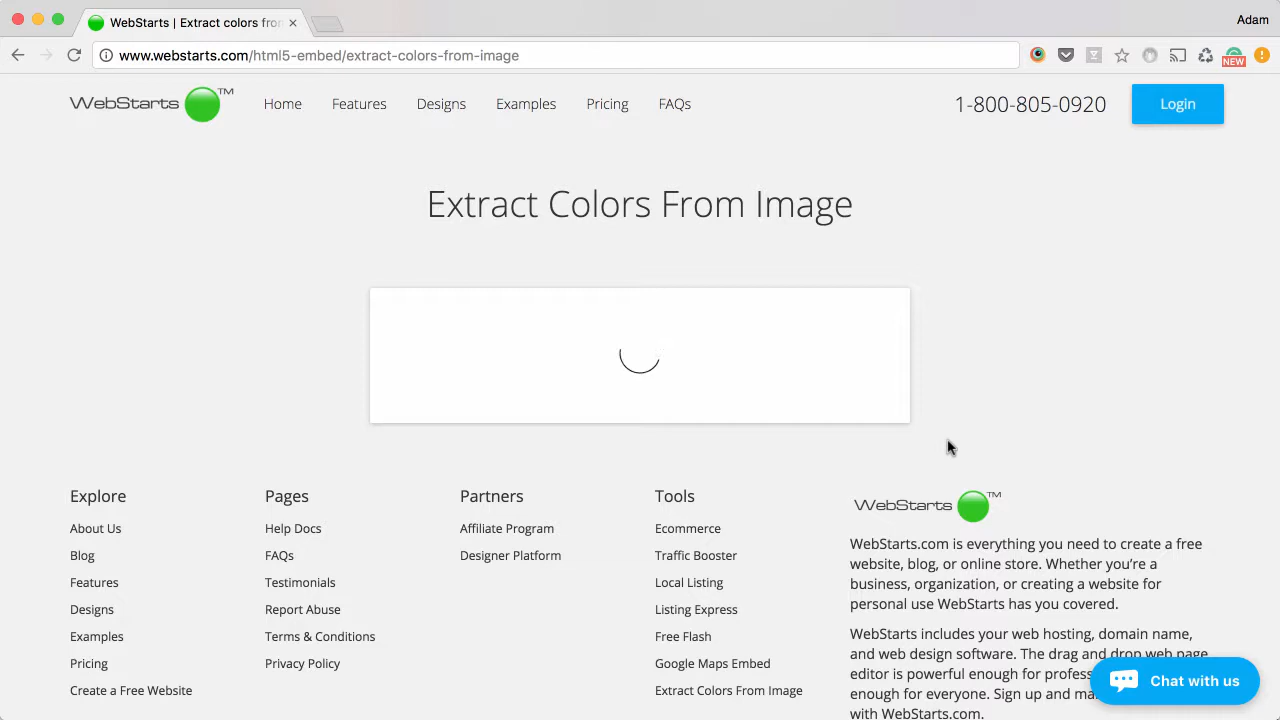 WebStarts | Extract colors from
Adam
www.webstarts.com/html5-embed/extract-colors-from-image
NEW
WebStarts™
Home
Features
Designs
Examples
Pricing
FAQs
1-800-805-0920
Login
Extract Colors From Image
Explore
About Us
Blog
Features
Designs
Examples
Pricing
Create a Free Website
Pages
Help Docs
FAQs
Testimonials
Report Abuse
Terms & Conditions
Privacy Policy
Partners
Affiliate Program
Designer Platform
Tools
Ecommerce
Traffic Booster
Local Listing
Listing Express
Free Flash
Google Maps Embed
Extract Colors From Image
WebStarts™
WebStarts.com is everything you need to create a free
website, blog, or online store. Whether you're a
business, organization, or creating a website for
personal use WebStarts has you covered.
WebStarts includes your web hosting, domain name,
and web design software. The drag and drop web page
editor is powerful enough for
enough for everyone. Sign up and
with WebStarts.com.
Chat with us